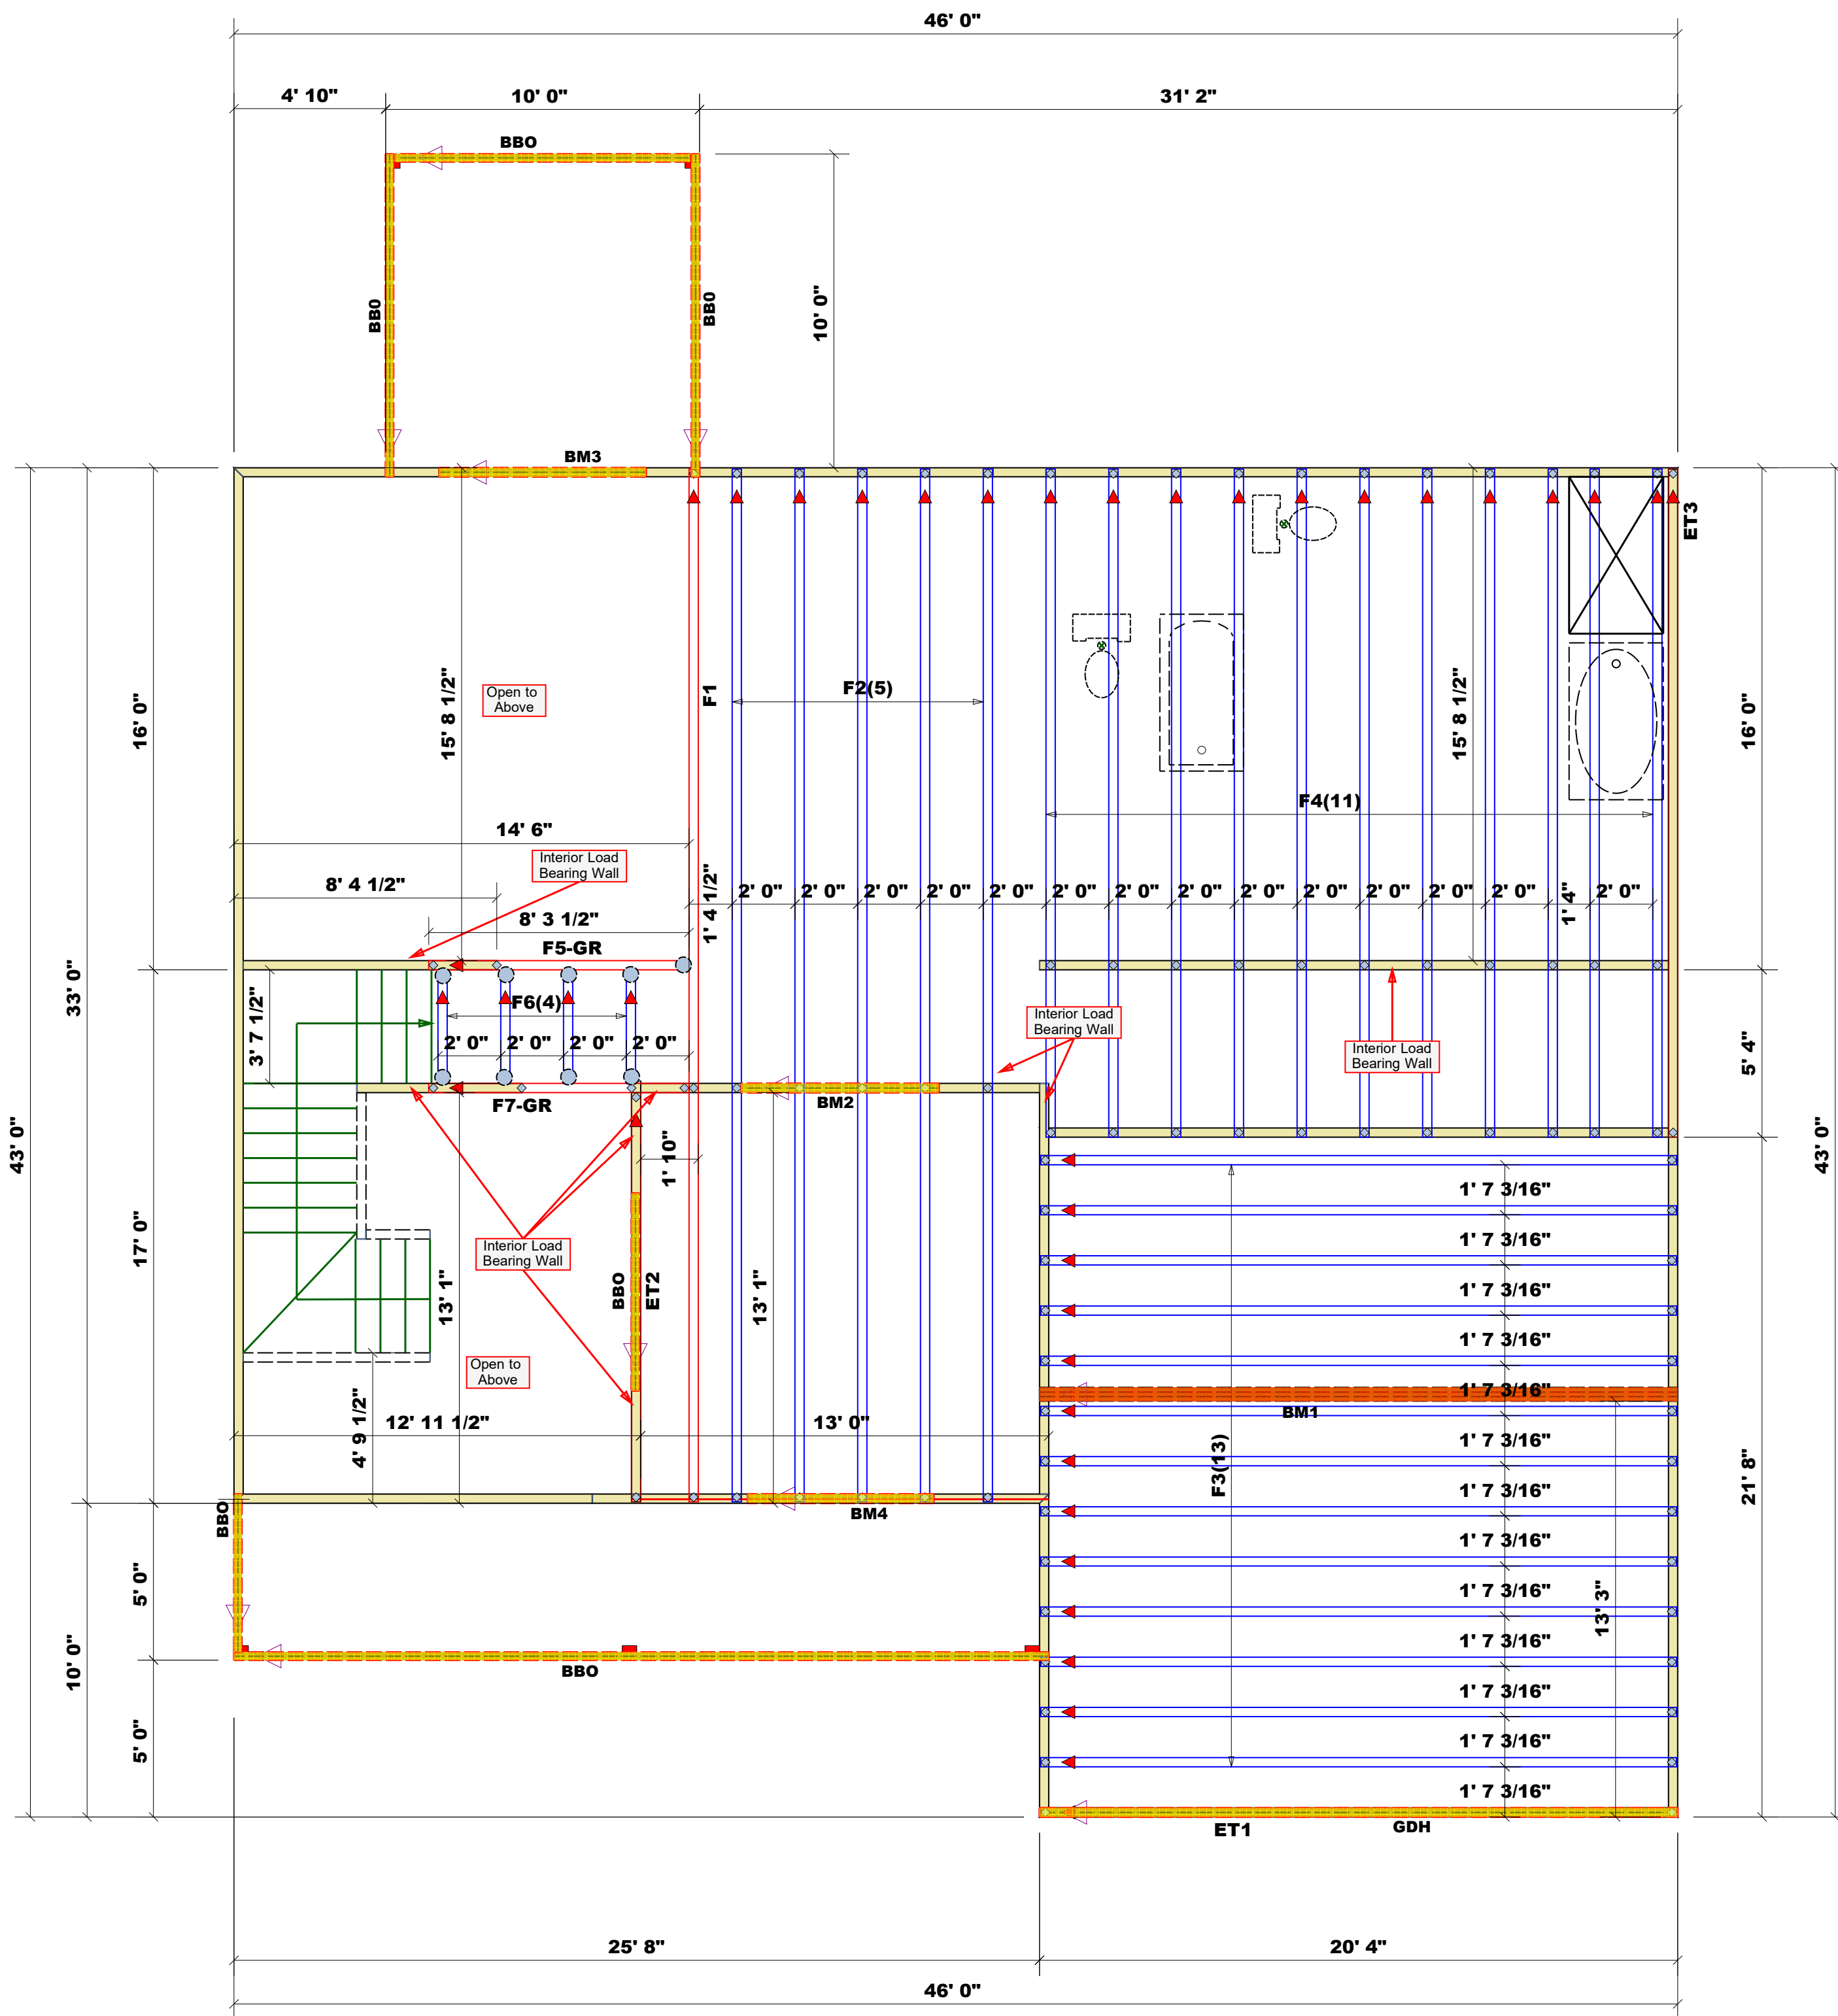 46' 0"
4' 10"
10' 0"
31' 2"
BBO
BBO
BBO
10' 0"
BM3
ET3
43' 0"
33' 0"
16' 0"
15' 8 1/2"
Open to
Above
F1
F2(5)
F4(11)
15' 8 1/2"
16' 0"
43' 0"
14' 6"
Interior Load
Bearing Wall
8' 4 1/2"
8' 3 1/2"
F5-GR
1' 4 1/2"
2' 0"
2' 0"
2' 0"
2' 0"
2' 0"
2' 0"
2' 0"
2' 0"
2' 0"
2' 0"
2' 0"
2' 0"
2' 0"
1' 4"
2' 0"
3' 7 1/2"
F6(4)
2' 0"
2' 0"
2' 0"
2' 0"
Interior Load
Bearing Wall
Interior Load
Bearing Wall
5' 4"
F7-GR
BM2
1' 10"
17' 0"
13' 1"
Interior Load
Bearing Wall
BBO
ET2
13' 1"
Open to
Above
4' 9 1/2"
12' 11 1/2"
13' 0"
1' 7 3/16"
1' 7 3/16"
1' 7 3/16"
1' 7 3/16"
1' 7 3/16"
BM1
F3(13)
1' 7 3/16"
1' 7 3/16"
1' 7 3/16"
1' 7 3/16"
1' 7 3/16"
1' 7 3/16"
1' 7 3/16"
1' 7 3/16"
13' 3"
21' 8"
BBO
BM4
5' 0"
10' 0"
BBO
5' 0"
ET1
GDH
25' 8"
20' 4"
46' 0"